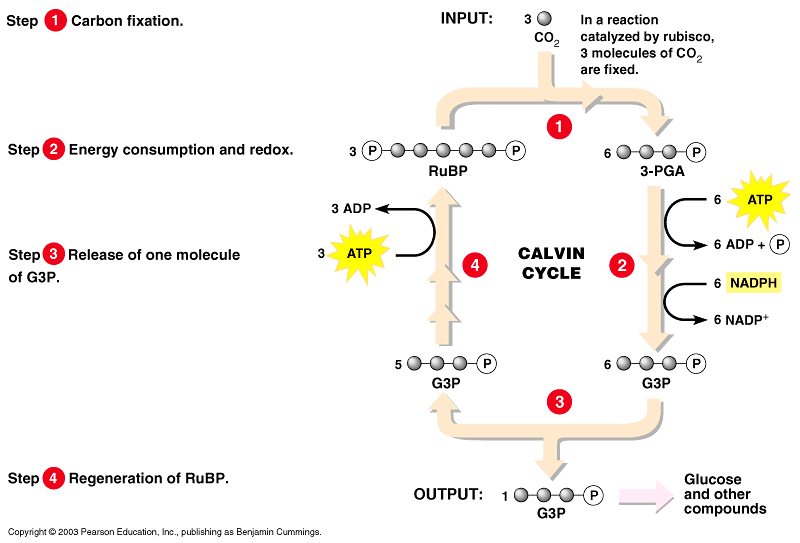 Step 1 Carbon fixation.
INPUT: 3
CO2
In a reaction
catalyzed by rubisco,
3 molecules of CO2
are fixed.
1
Step 2 Energy consumption and redox.
3 P P
RuBP
6 P
3-PGA
3 ADP
3 ATP
6 ATP
6 ADP + P
Step 3 Release of one molecule
of G3P.
4
CALVIN
CYCLE
2
6 NADPH
6 NADP+
5 P
G3P
6 P
G3P
3
Step 4 Regeneration of RuBP.
OUTPUT: 1 P
G3P
Glucose
and other
compounds
Copyright © 2003 Pearson Education, Inc., publishing as Benjamin Cummings.